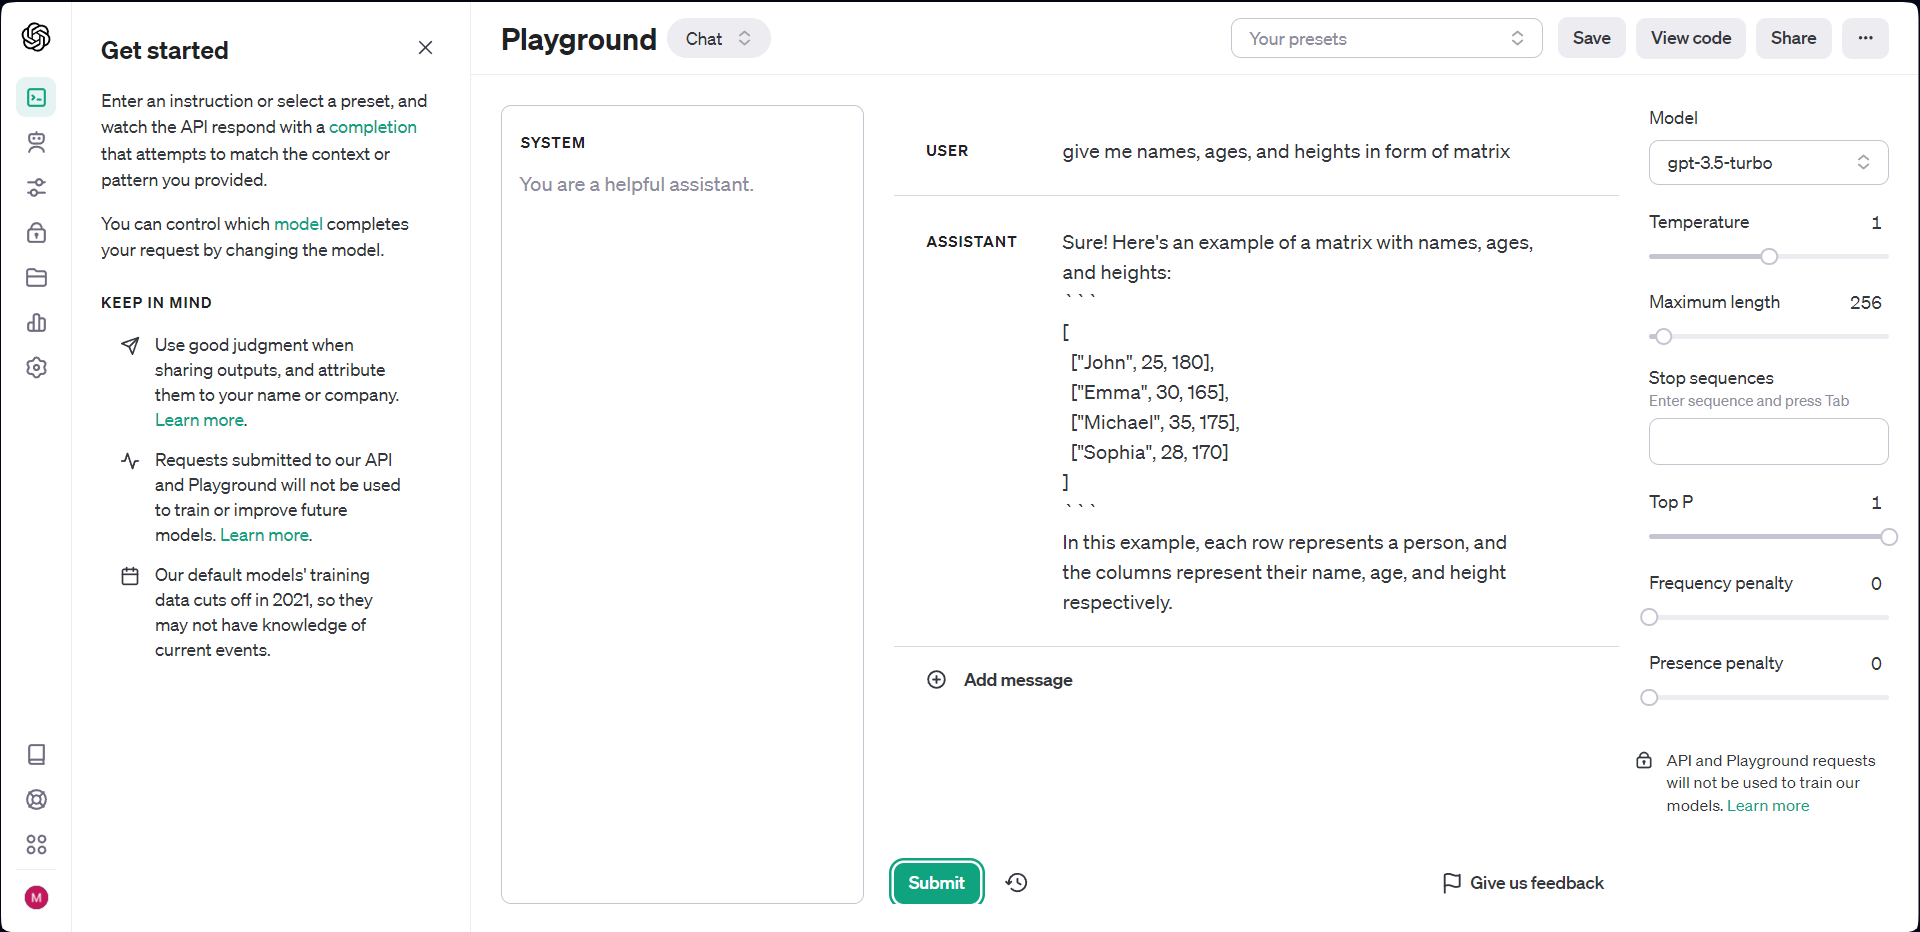 Get started
Enter an instruction or select a preset, and
watch the API respond with a completion
that attempts to match the context or
pattern you provided.
You can control which model completes
your request by changing the model.
KEEP IN MIND
Use good judgment when
sharing outputs, and attribute
them to your name or company.
Learn more.
Requests submitted to our API
and Playground will not be used
to train or improve future
models. Learn more.
Our default models' training
data cuts off in 2021, so they
may not have knowledge of
current events.
M
Playground
Chat
Your presets
Save
View code
Share
...
SYSTEM
You are a helpful assistant.
USER
give me names, ages, and heights in form of matrix
ASSISTANT
Sure! Here's an example of a matrix with names, ages,
and heights:
```
[
["John", 25, 180],
["Emma", 30, 165],
["Michael", 35, 175],
["Sophia", 28, 170]
]
```
In this example, each row represents a person, and
the columns represent their name, age, and height
respectively.
Add message
Submit
Give us feedback
Model
gpt-3.5-turbo
Temperature 1
Maximum length 256
Stop sequences
Enter sequence and press Tab
Top P 1
Frequency penalty 0
Presence penalty 0
API and Playground requests
will not be used to train our
models. Learn more